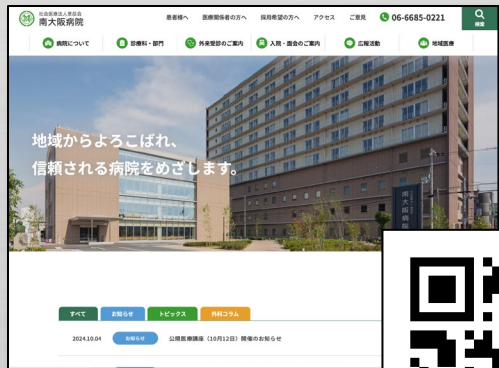 社会医療法人景岳会
南大阪病院
患者様へ 医療関係者の方へ 採用希望の方へ アクセス ご意見 06-6685-0221
検索
病院について 診療科・部門 外来受診のご案内 入院・面会のご案内 広報活動 地域医療
地域からよろこばれ、
信頼される病院をめざします。
南大阪病院
すべて お知らせ トピックス 外科コラム
2024.10.04 お知らせ 公開医療講座（10月12日）開催のお知らせ